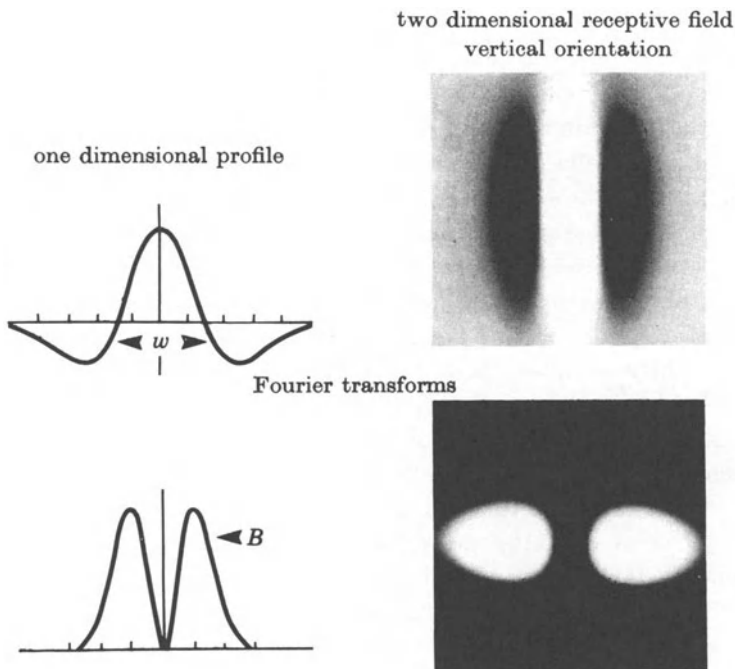 two dimensional receptive field
vertical orientation
one dimensional profile
w
Fourier transforms
B